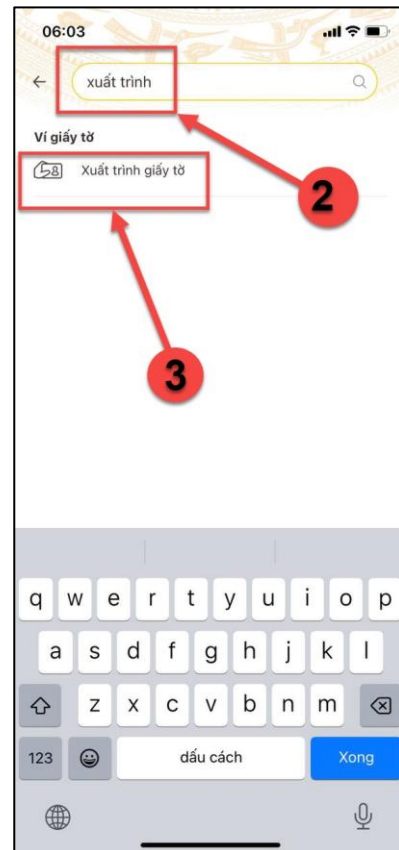 06:03
xuất trình
Ví giấy tờ
Xuất trình giấy tờ
2
3
q w e r t y u i o p
a s d f g h j k l
z x c v b n m
123 dấu cách Xong